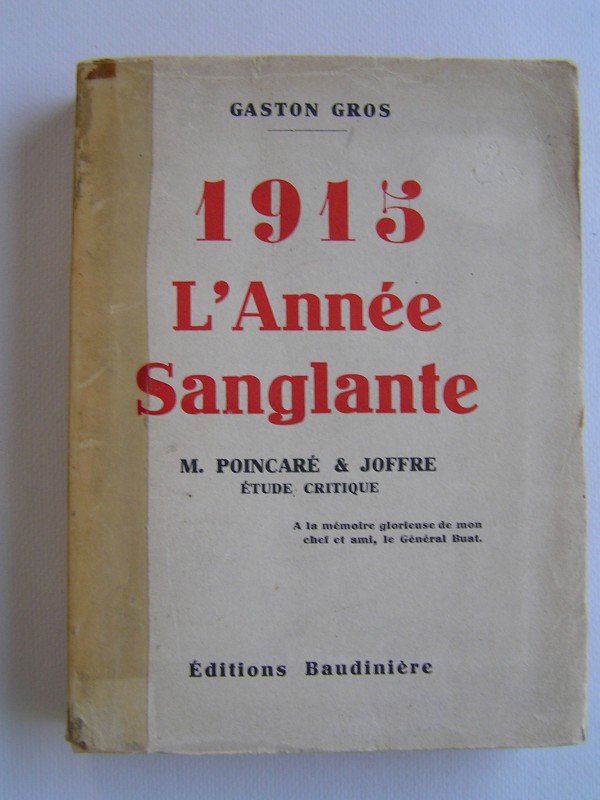 GASTON GROS
1915
L'Année
Sanglante
M. POINCARÉ & JOFFRE
ÉTUDE CRITIQUE
A la mémoire glorieuse de mon
chef et ami, le Général Buat.
Éditions Baudinière